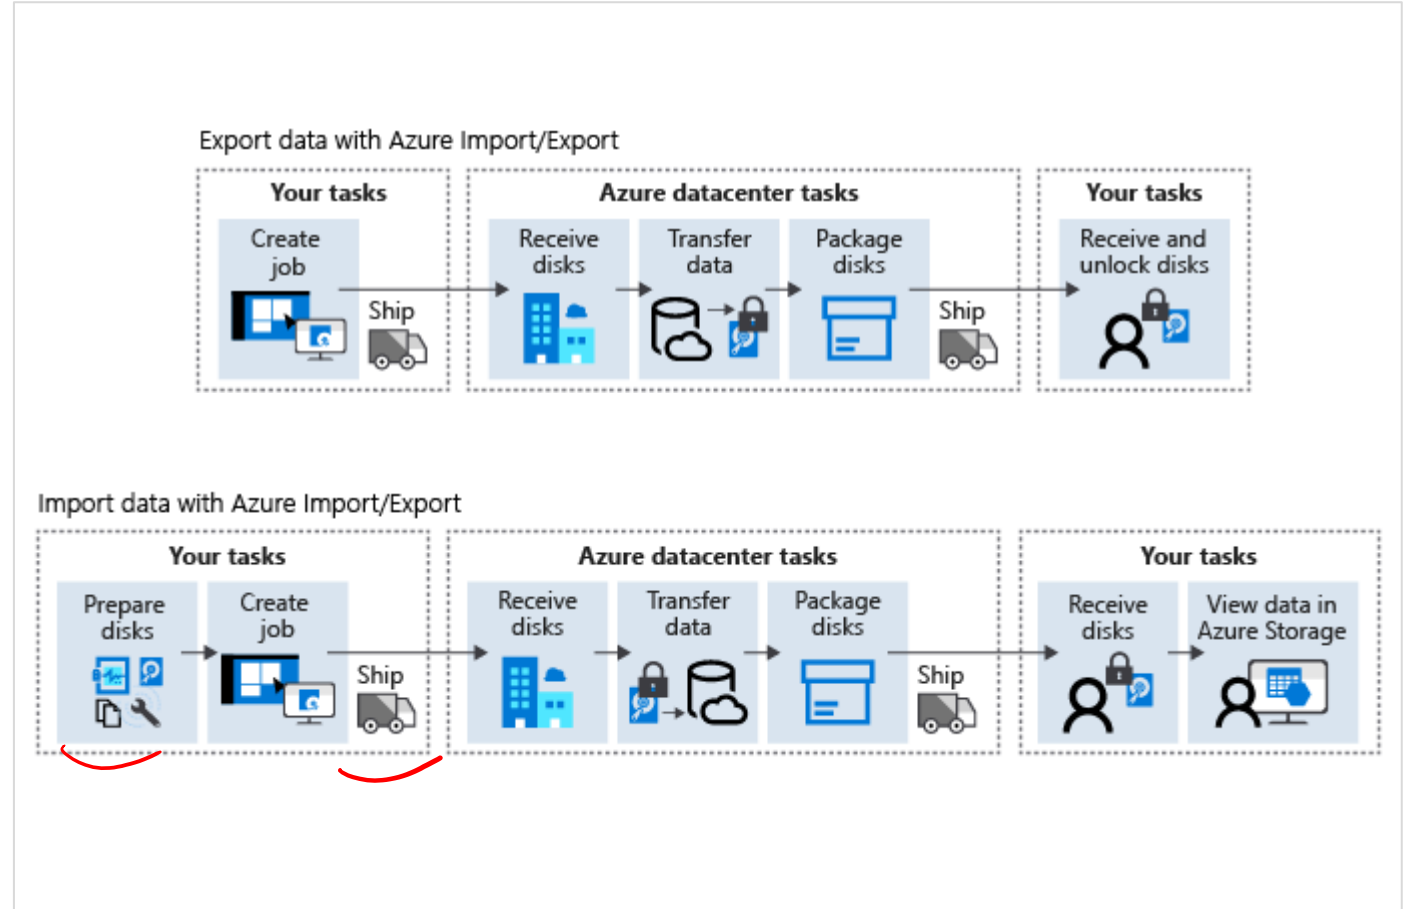 Export data with Azure Import/Export
Your tasks
Azure datacenter tasks
Your tasks
Create
job
Ship
Receive
disks
Transfer
data
Package
disks
Ship
Receive and
unlock disks
Import data with Azure Import/Export
Your tasks
Azure datacenter tasks
Your tasks
Prepare
disks
Create
job
Ship
Receive
disks
Transfer
data
Package
disks
Ship
Receive
disks
View data in
Azure Storage